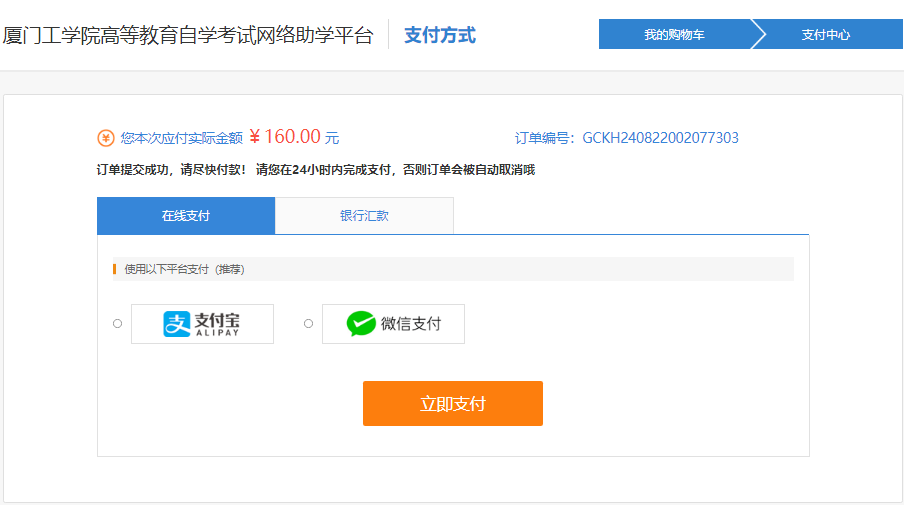 厦门工学院高等教育自学考试网络助学平台 支付方式 我的购物车 支付中心
¥ 您本次应付实际金额 ¥160.00 元 订单编号：GCKH240822002077303
订单提交成功，请尽快付款！ 请您在24小时内完成支付，否则订单会被自动取消哦
在线支付 银行汇款
使用以下平台支付（推荐）
支 支付宝 ALIPAY 微信支付
立即支付